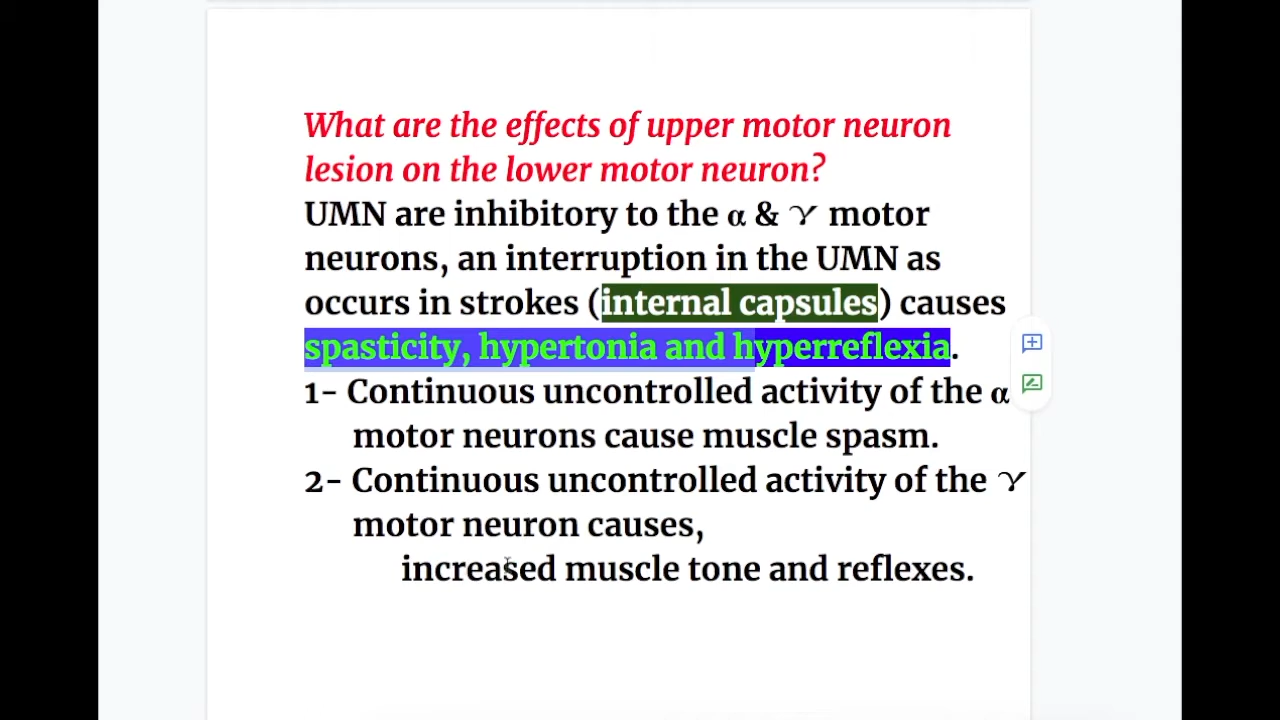 What are the effects of upper motor neuron
lesion on the lower motor neuron?
UMN are inhibitory to the α & γ motor
neurons, an interruption in the UMN as
occurs in strokes (internal capsules) causes
spasticity, hypertonia and hyperreflexia.
1- Continuous uncontrolled activity of the α
motor neurons cause muscle spasm.
2- Continuous uncontrolled activity of the γ
motor neuron causes,
increased muscle tone and reflexes.